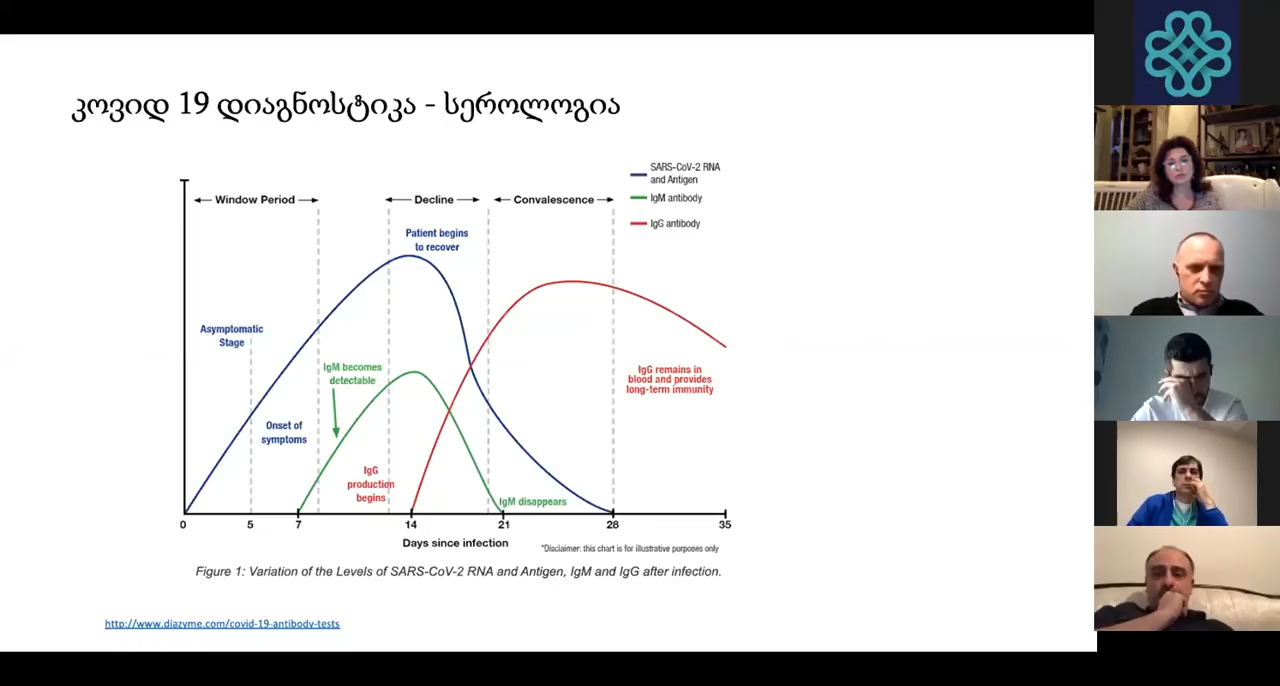 კოვიდ 19 დიაგნოსტიკა - სეროლოგია
SARS-CoV-2 RNA
and Antigen
IgM antibody
IgG antibody
Window Period
Decline
Convalescence
Patient begins
to recover
Asymptomatic
Stage
IgM becomes
detectable
Onset of
symptoms
IgG
production
begins
IgG remains in
blood and provides
long-term immunity
IgM disappears
0 5 7 14 21 28 35
Days since infection
*Disclaimer: this chart is for illustrative purposes only
Figure 1: Variation of the Levels of SARS-CoV-2 RNA and Antigen, IgM and IgG after infection.
http://www.diazyme.com/covid-19-antibody-tests